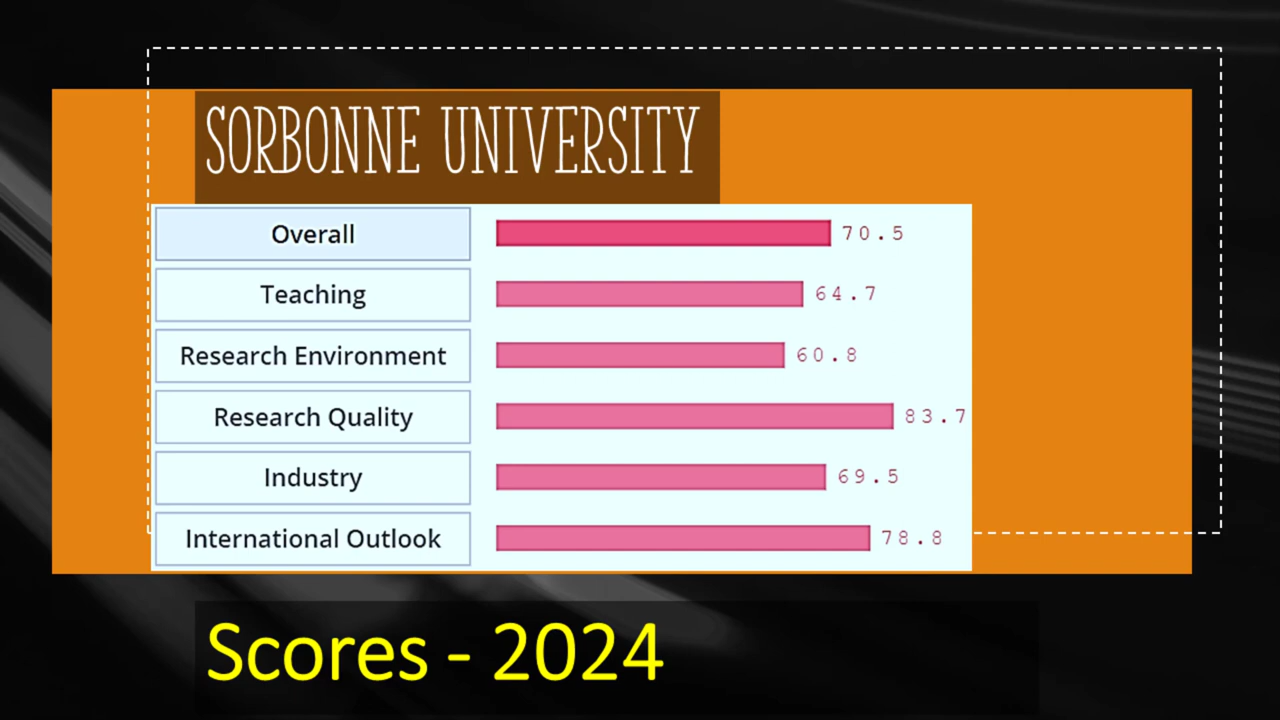 SORBONNE UNIVERSITY
Overall 70.5
Teaching 64.7
Research Environment 60.8
Research Quality 83.7
Industry 69.5
International Outlook 78.8
Scores - 2024